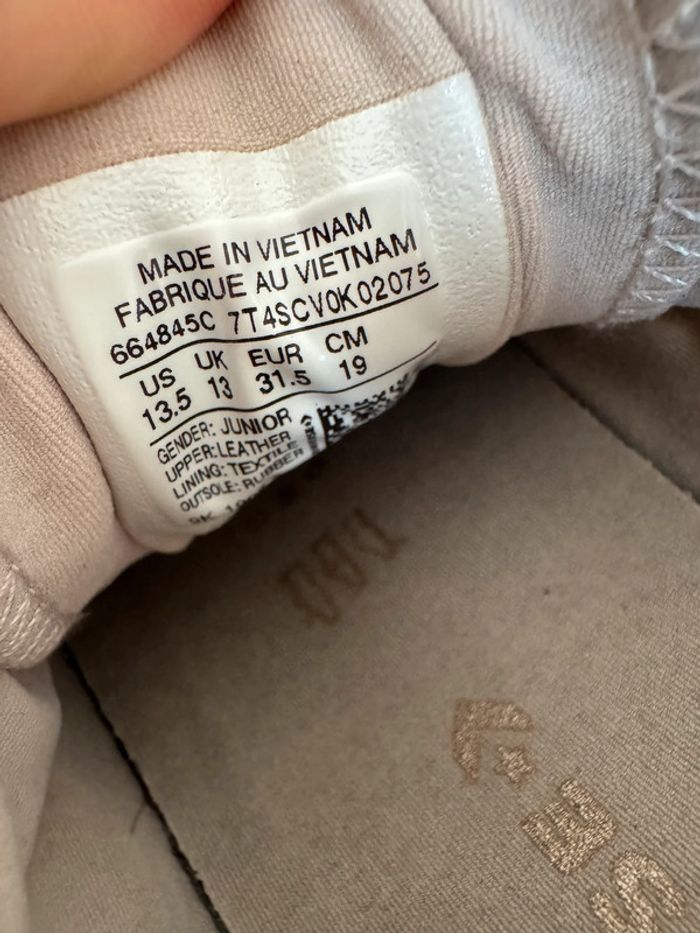 MADE IN VIETNAM
FABRIQUE AU VIETNAM
664845C 7T4SCV0K02075
US UK EUR CM
13.5 13 31.5 19
GENDER: JUNIOR
UPPER:LEATHER
LINING: TEXTILE
OUTSOLE: RUBBER
SE